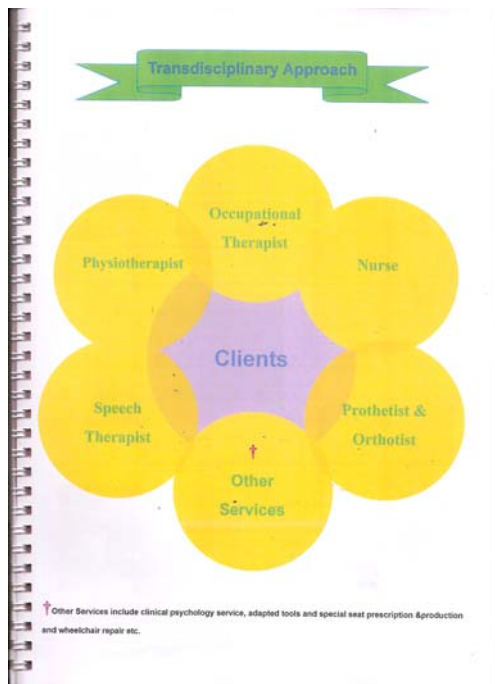 Transdisciplinary Approach
Occupational
Therapist
Physiotherapist
Nurse
Clients
Speech
Therapist
Prothetist &
Orthotist
†
Other
Services
†Other Services include clinical psychology service, adapted tools and special seat prescription &production
and wheelchair repair etc.